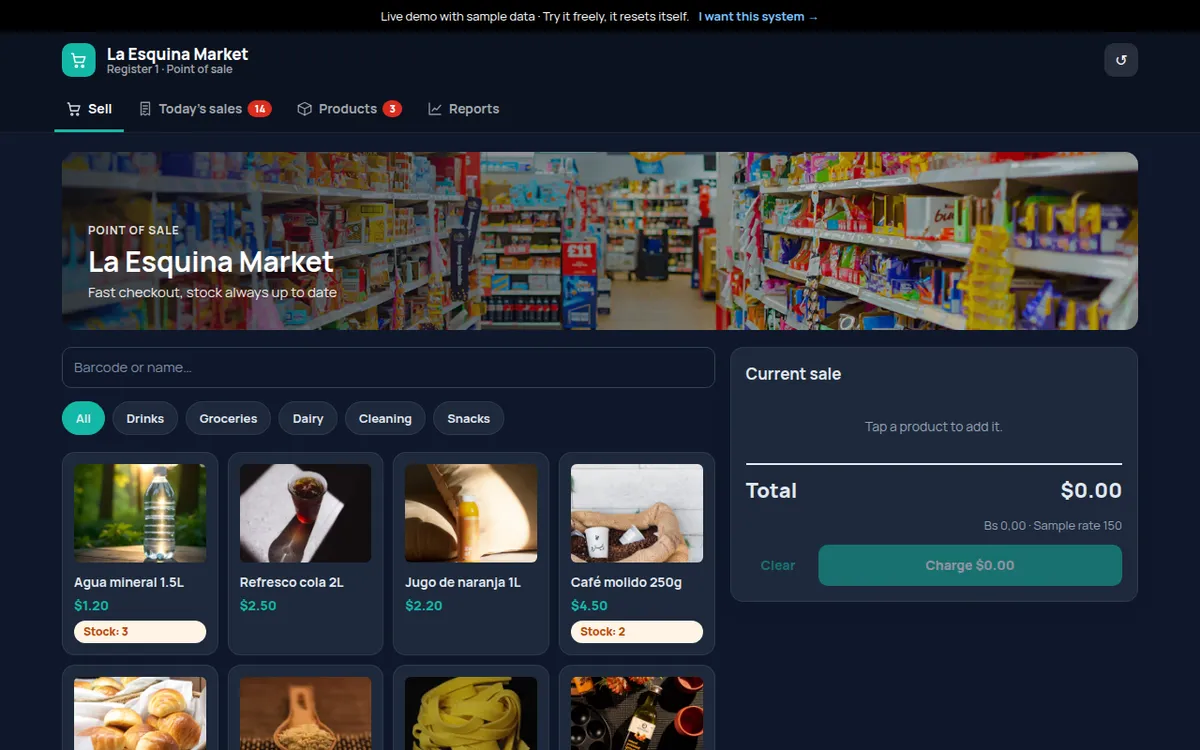 Live demo with sample data · Try it freely, it resets itself. I want this system →
La Esquina Market
Register 1 · Point of sale
Sell
Today's sales 14
Products 3
Reports
£11
POINT OF SALE
La Esquina Market
Fast checkout, stock always up to date
Barcode or name...
All
Drinks
Groceries
Dairy
Cleaning
Snacks
Current sale
Tap a product to add it.
Total $0.00
Bs 0,00 · Sample rate 150
Clear
Charge $0.00
Agua mineral 1.5L
$1.20
Stock: 3
Refresco cola 2L
$2.50
Jugo de naranja 1L
$2.20
Café molido 250g
$4.50
Stock: 2